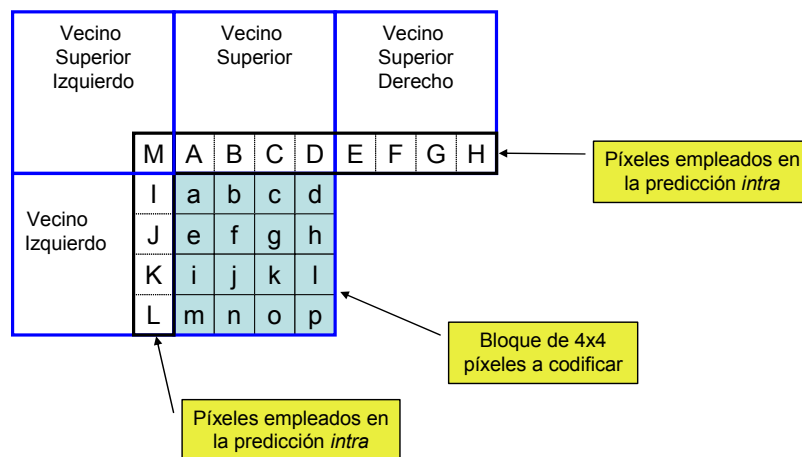 Vecino
Superior
Izquierdo
Vecino
Superior
Vecino
Superior
Derecho
M A B C D E F G H
Píxeles empleados en
la predicción intra
Vecino
Izquierdo
I a b c d
J e f g h
K i j k l
L m n o p
Bloque de 4x4
píxeles a codificar
Píxeles empleados en
la predicción intra